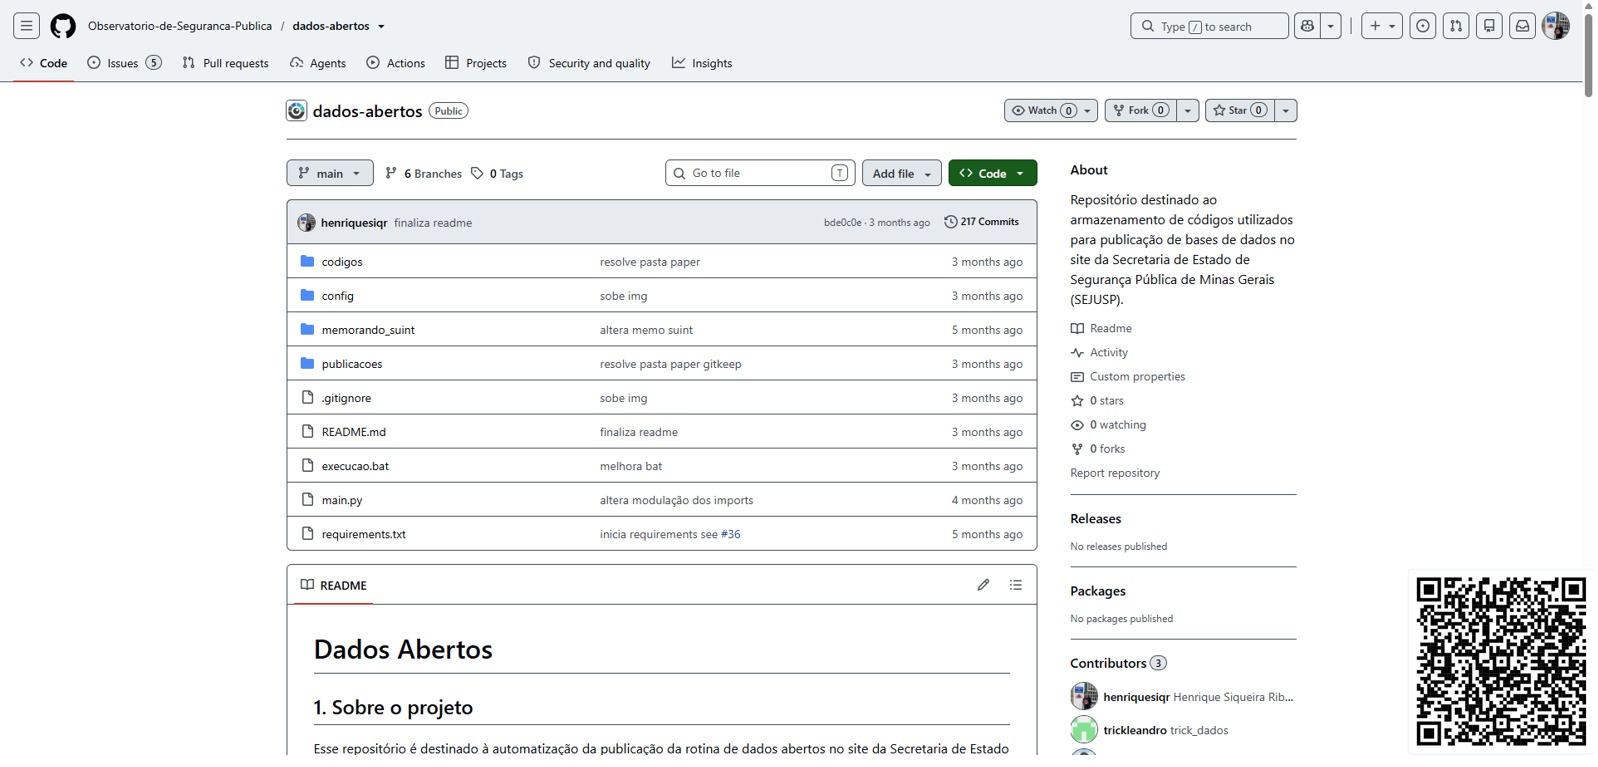 Observatorio-de-Seguranca-Publica / dados-abertos
Type / to search
Code
Issues 5
Pull requests
Agents
Actions
Projects
Security and quality
Insights
dados-abertos Public
Watch 0
Fork 0
Star 0
main
6 Branches
0 Tags
Go to file T
Add file
Code
henriquesiqr finaliza readme bde0c0e · 3 months ago 217 Commits
codigos resolve pasta paper 3 months ago
config sobe img 3 months ago
memorando_suint altera memo suint 5 months ago
publicacoes resolve pasta paper gitkeep 3 months ago
.gitignore sobe img 3 months ago
README.md finaliza readme 3 months ago
execucao.bat melhora bat 3 months ago
main.py altera modulação dos imports 4 months ago
requirements.txt inicia requirements see #36 5 months ago
README
Dados Abertos
1. Sobre o projeto
Esse repositório é destinado à automatização da publicação da rotina de dados abertos no site da Secretaria de Estado
About
Repositório destinado ao
armazenamento de códigos utilizados
para publicação de bases de dados no
site da Secretaria de Estado de
Segurança Pública de Minas Gerais
(SEJUSP).
Readme
Activity
Custom properties
0 stars
0 watching
0 forks
Report repository
Releases
No releases published
Packages
No packages published
Contributors 3
henriquesiqr Henrique Siqueira Rib...
trickleandro trick_dados